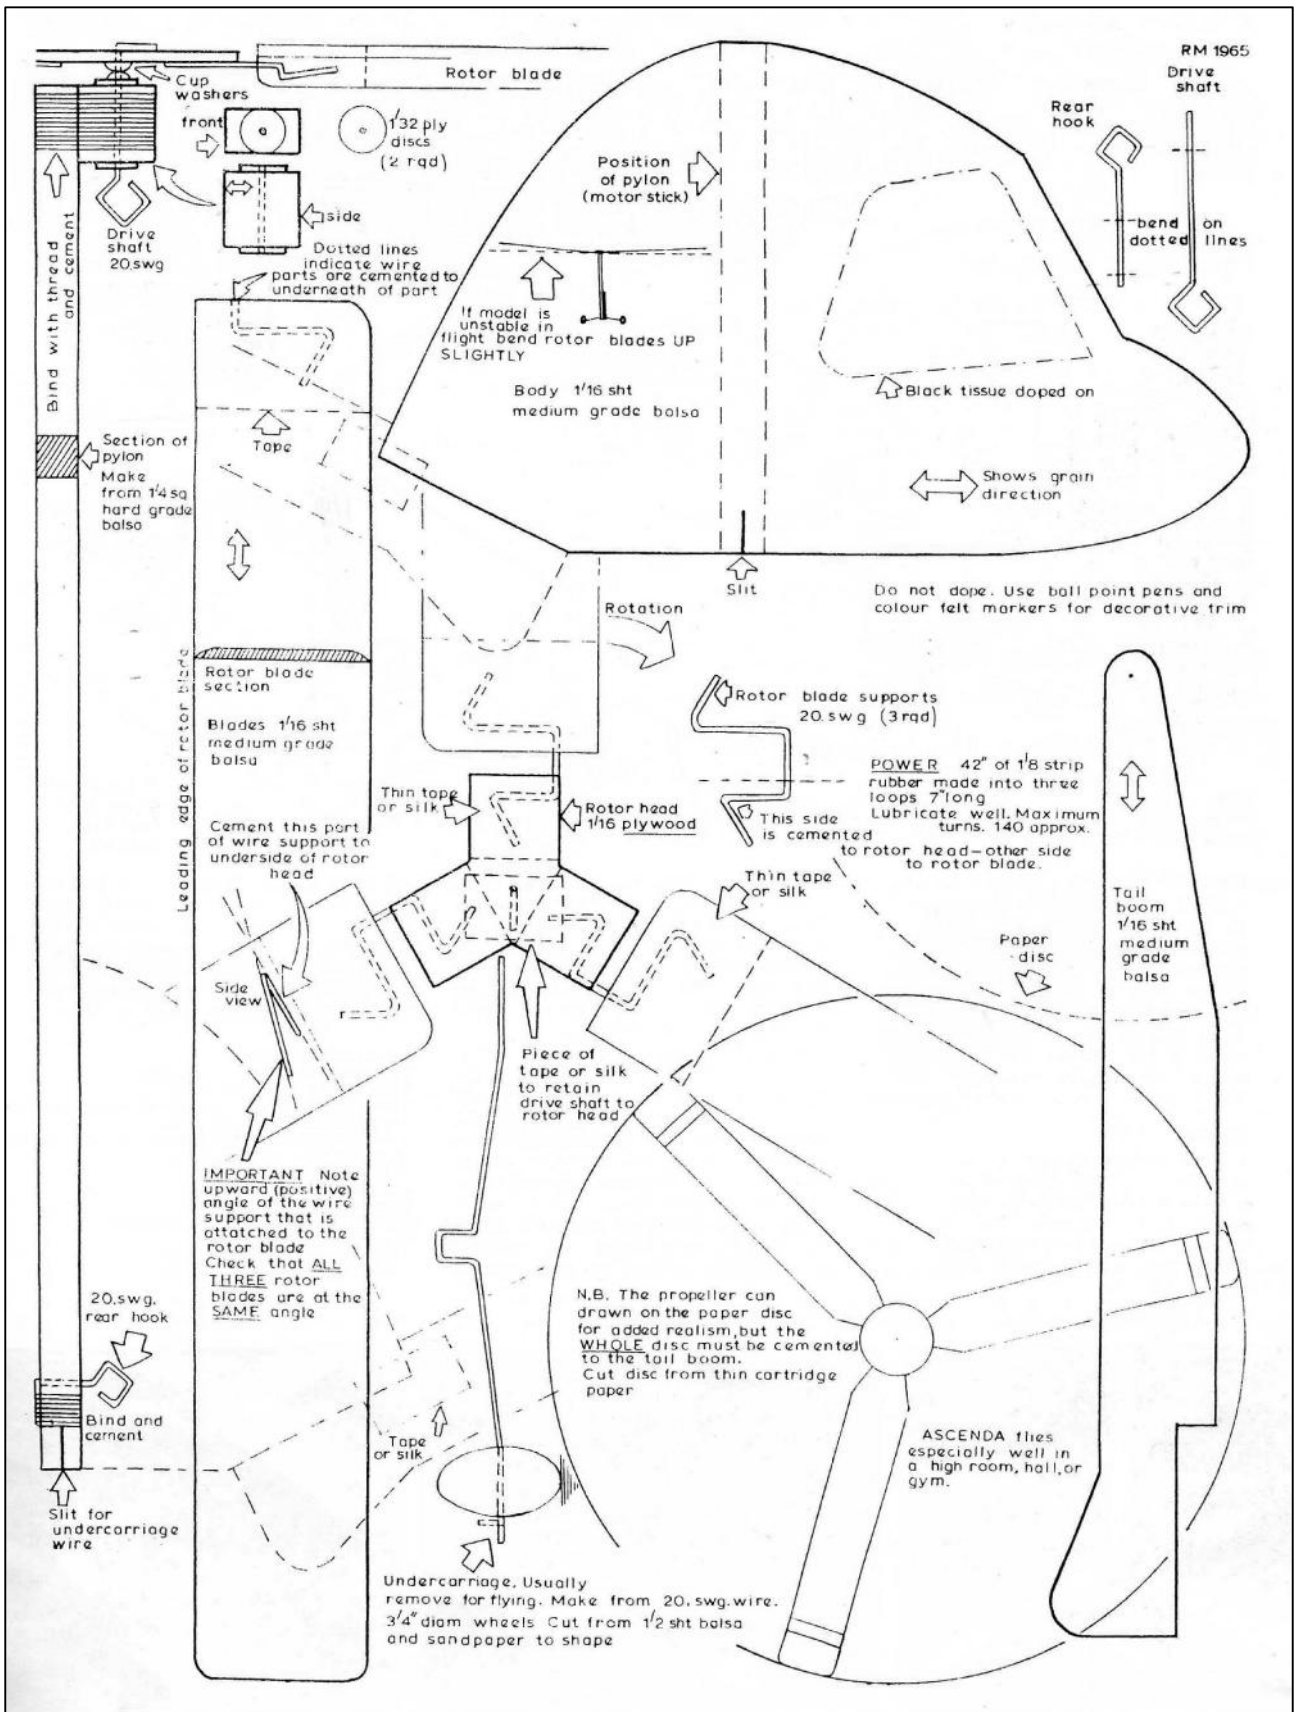 RM 1965
Drive
shaft
Rear
hook
bend on
dotted lines
Rotor blade
Cup
washers
front
1/32 ply
discs
(2 rqd)
side
Drive
shaft
20.swg
Bind with thread
and cement
Dotted lines
indicate wire
parts are cemented to
underneath of part
Position
of pylon
(motor stick)
If model is
unstable in
flight bend rotor blades UP
SLIGHTLY
Body 1/16 sht
medium grade balsa
Black tissue doped on
Shows grain
direction
Section of
pylon
Make
from 1/4 sq
hard grade
balsa
Tape
Slit
Do not dope. Use ball point pens and
colour felt markers for decorative trim
Rotation
Leading edge of rotor blade
Rotor blade
section
Blades 1/16 sht
medium grade
balsa
Rotor blade supports
20.swg (3 rqd)
POWER 42" of 1/8 strip
rubber made into three
loops 7" long
Lubricate well. Maximum
turns. 140 approx.
This side
is cemented
to rotor head-other side
to rotor blade.
Thin tape
or silk
Rotor head
1/16 plywood
Cement this part
of wire support to
underside of rotor
head
Thin tape
or silk
Side
view
Paper
disc
Tail
boom
1/16 sht
medium
grade
balsa
Piece of
tape or silk
to retain
drive shaft to
rotor head
IMPORTANT Note
upward (positive)
angle of the wire
support that is
attatched to the
rotor blade
Check that ALL
THREE rotor
blades are at the
SAME angle
20.swg.
rear hook
Bind and
cement
Slit for
undercarriage
wire
Tape
or silk
N.B. The propeller can
drawn on the paper disc
for added realism, but the
WHOLE disc must be cemented
to the tail boom.
Cut disc from thin cartridge
paper
ASCENDA flies
especially well in
a high room, hall, or
gym.
Undercarriage. Usually
remove for flying. Make from 20.swg.wire.
3/4" diam wheels Cut from 1/2 sht balsa
and sandpaper to shape